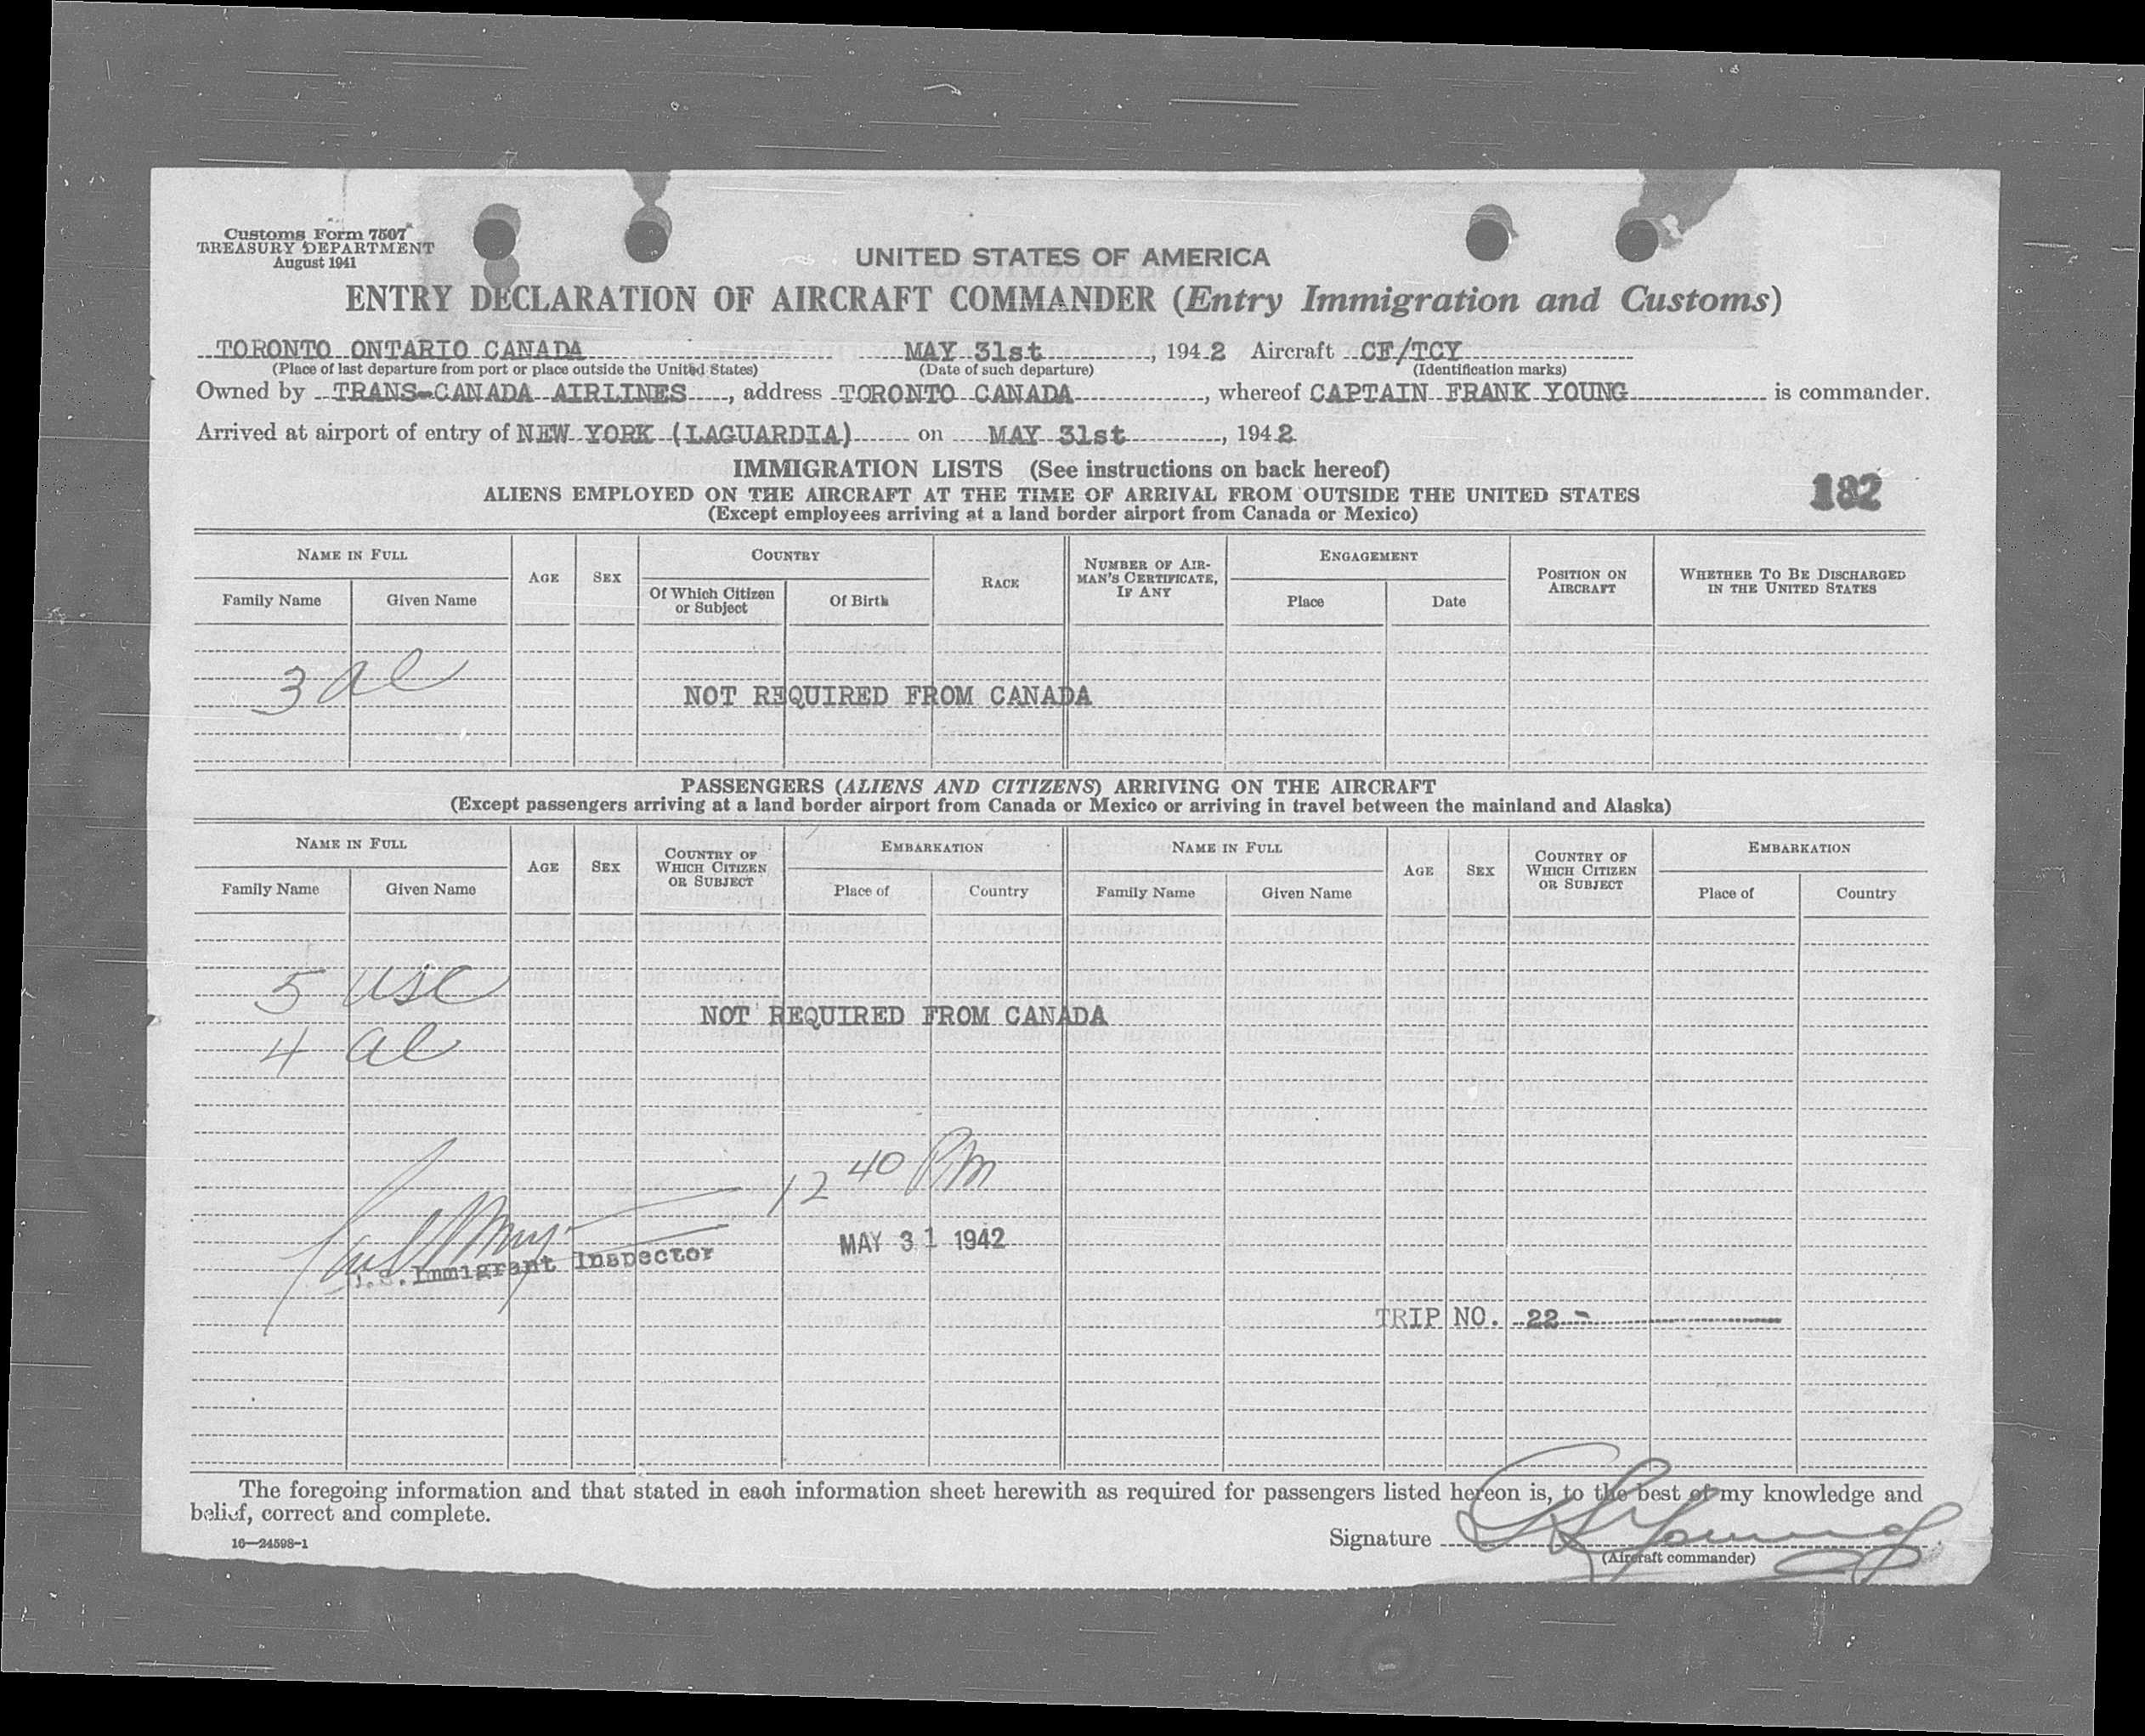 Customs Form 7507
TREASURY DEPARTMENT
August 1941
UNITED STATES OF AMERICA
ENTRY DECLARATION OF AIRCRAFT COMMANDER (Entry Immigration and Customs)
TORONTO ONTARIO CANADA MAY 31st, 1942 Aircraft CF/TCY
(Place of last departure from port or place outside the United States) (Date of such departure) (Identification marks)
Owned by TRANS-CANADA AIRLINES, address TORONTO CANADA, whereof CAPTAIN FRANK YOUNG is commander.
Arrived at airport of entry of NEW YORK (LAGUARDIA) on MAY 31st, 1942
IMMIGRATION LISTS (See instructions on back hereof)
182
ALIENS EMPLOYED ON THE AIRCRAFT AT THE TIME OF ARRIVAL FROM OUTSIDE THE UNITED STATES
(Except employees arriving at a land border airport from Canada or Mexico)
NAME IN FULL AGE SEX COUNTRY RACE NUMBER OF AIR-MAN'S CERTIFICATE, IF ANY ENGAGEMENT POSITION ON AIRCRAFT WHETHER TO BE DISCHARGED IN THE UNITED STATES
Family Name Given Name Of Which Citizen or Subject Of Birth Place Date
3 al
NOT REQUIRED FROM CANADA
PASSENGERS (ALIENS AND CITIZENS) ARRIVING ON THE AIRCRAFT
(Except passengers arriving at a land border airport from Canada or Mexico or arriving in travel between the mainland and Alaska)
NAME IN FULL AGE SEX COUNTRY OF WHICH CITIZEN OR SUBJECT EMBARKATION NAME IN FULL AGE SEX COUNTRY OF WHICH CITIZEN OR SUBJECT EMBARKATION
Family Name Given Name Place of Country Family Name Given Name Place of Country
5 usc
NOT REQUIRED FROM CANADA
4 al
12 40 PM
MAY 31 1942
U.S. Immigrant Inspector
TRIP NO. 22 -
The foregoing information and that stated in each information sheet herewith as required for passengers listed hereon is, to the best of my knowledge and
belief, correct and complete.
Signature
16—24598-1
(Aircraft commander)